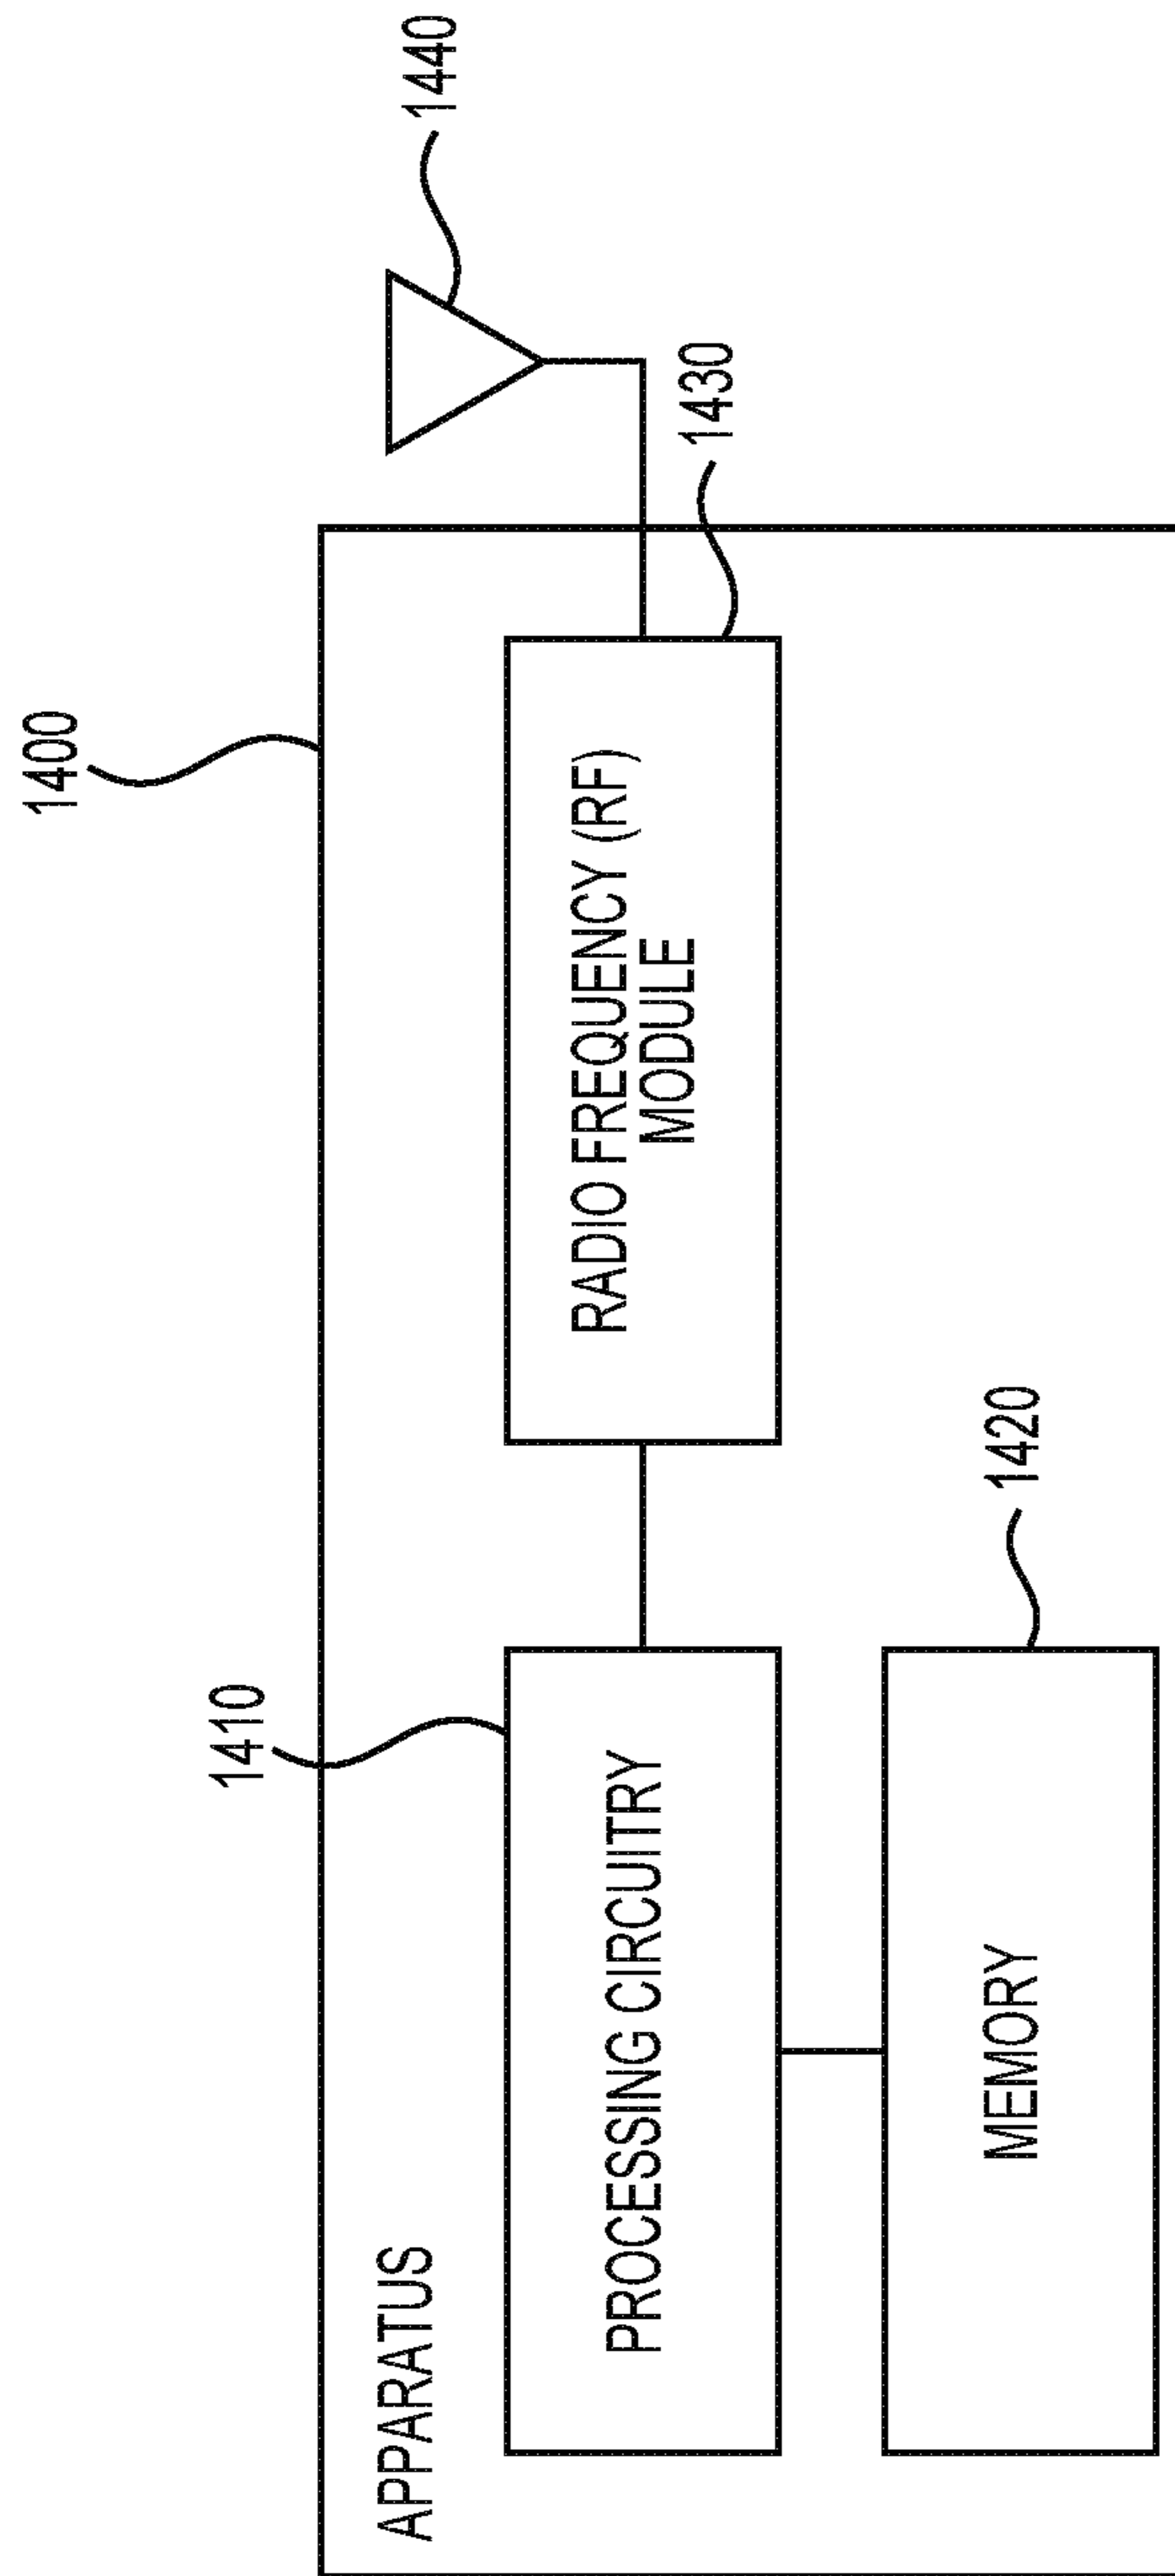 1400
1440
APPARATUS
1410
1430
PROCESSING CIRCUITRY
RADIO FREQUENCY (RF)
MODULE
1420
MEMORY